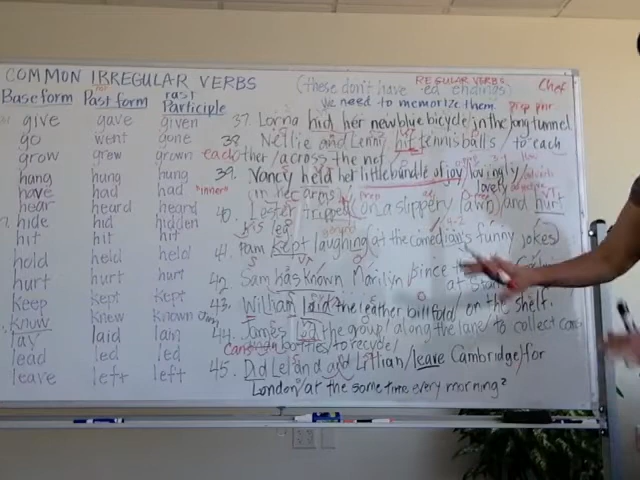 COMMON IRREGULAR VERBS
(these don't have ed endings)
REGULAR VERBS
we need to memorize them
Chef
prep phr
Base form Past form Past Participle
give gave given
go went gone
grow grew grown
hang hung hung
have had had
hear heard heard
hide hid hidden
hit hit hit
hold held held
hurt hurt hurt
Keep kept kept
know knew known
lay laid lain
lead led led
leave left left
37. Lorna hid her new blue bicycle/in the long tunnel
38. Nellie and Lenny hit tennis balls / to each
other/across the net
39. Nancy held her little bundle of joy/lovingly/
lovely
in her arms
"inner"
40. Lester tripped on a slippery and hurt
his leg
41. Pam kept laughing at the comedian's funny jokes
42. Sam has known Marilyn since
43. William laid the leather billfold/on the shelf.
44. James led the group/along the lane/to collect
bottles/to recycle/
45. Did Lel and Lillian/leave Cambridge/for
London/at the same time every morning?